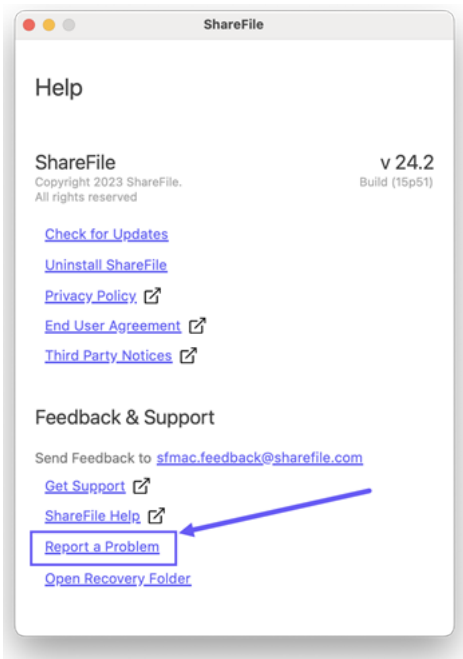 ShareFile
Help
ShareFile
v 24.2
Copyright 2023 ShareFile.
Build (15p51)
All rights reserved
Check for Updates
Uninstall ShareFile
Privacy Policy
End User Agreement
Third Party Notices
Feedback & Support
Send Feedback to sfmac.feedback@sharefile.com
Get Support
ShareFile Help
Report a Problem
Open Recovery Folder